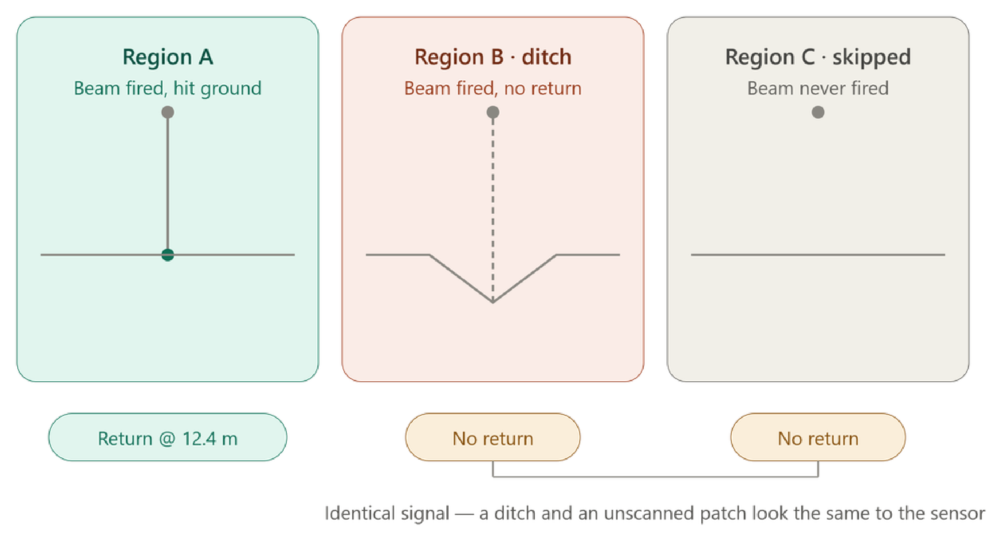 Region A
Beam fired, hit ground
Region B · ditch
Beam fired, no return
Region C · skipped
Beam never fired
Return @ 12.4 m
No return
No return
Identical signal — a ditch and an unscanned patch look the same to the sensor